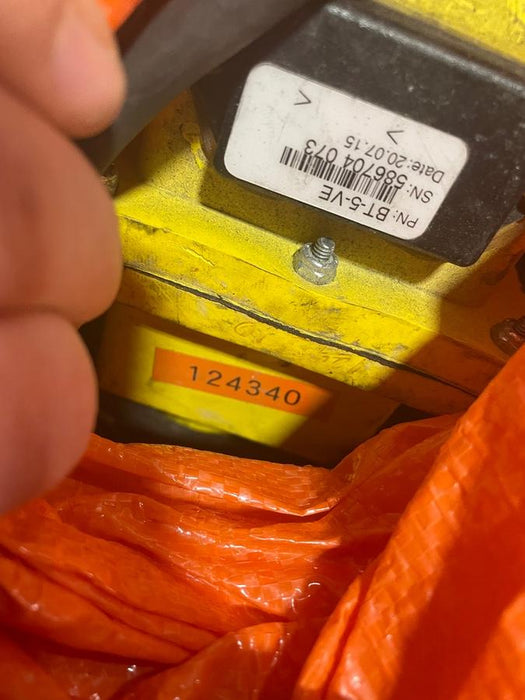 PN: BT-5-VE
SN: 586704 073
Date: 20.07.15
124340